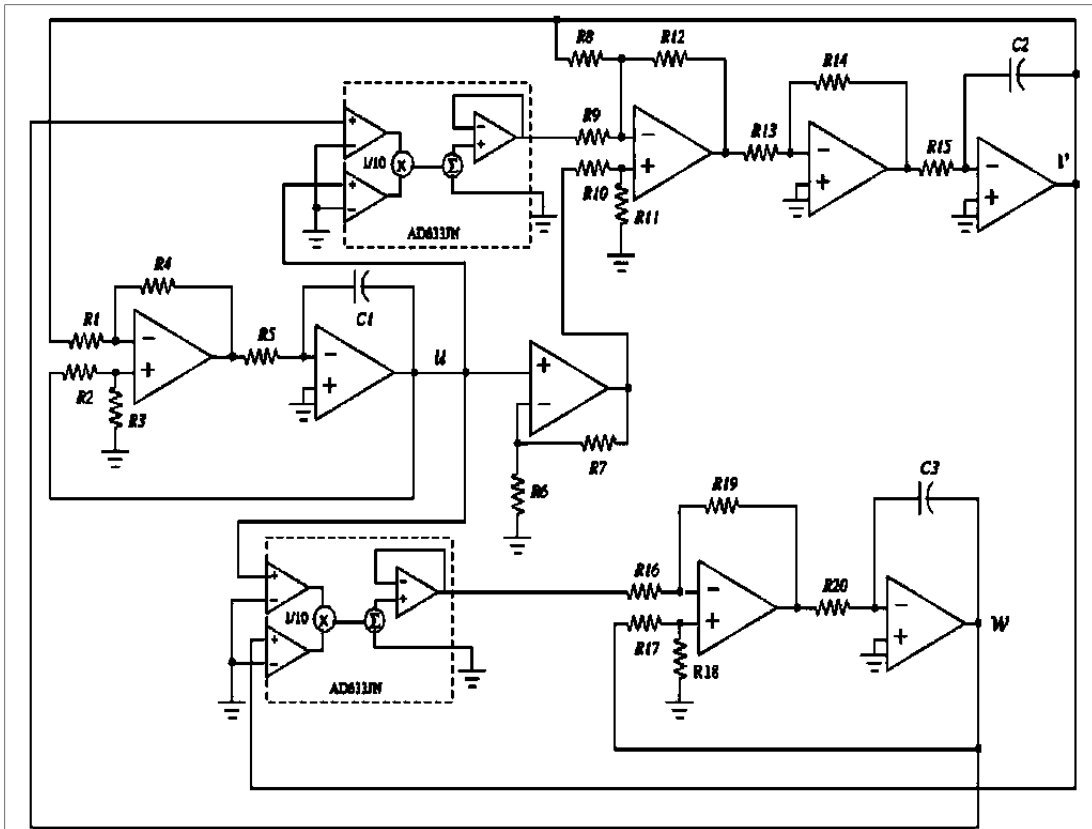 C2
R8
R12
R14
R9
1/10
X
Σ
R13
R15
V
R10
R11
AD633JN
R4
R1
C1
R5
u
R2
R3
R7
R6
R19
C3
R16
R20
1/10
X
Σ
R17
W
R18
AD633JN